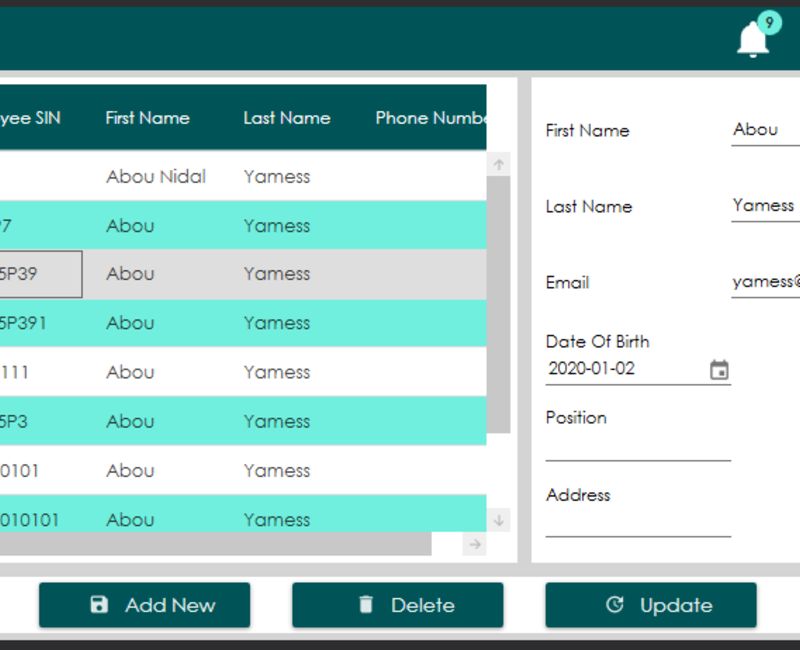 9
yee SIN First Name Last Name Phone Numbe
Abou Nidal Yamess
97 Abou Yamess
5P39 Abou Yamess
5P391 Abou Yamess
111 Abou Yamess
5P3 Abou Yamess
0101 Abou Yamess
010101 Abou Yamess
First Name Abou
Last Name Yamess
Email yamess@
Date Of Birth
2020-01-02
Position
Address
Add New Delete Update